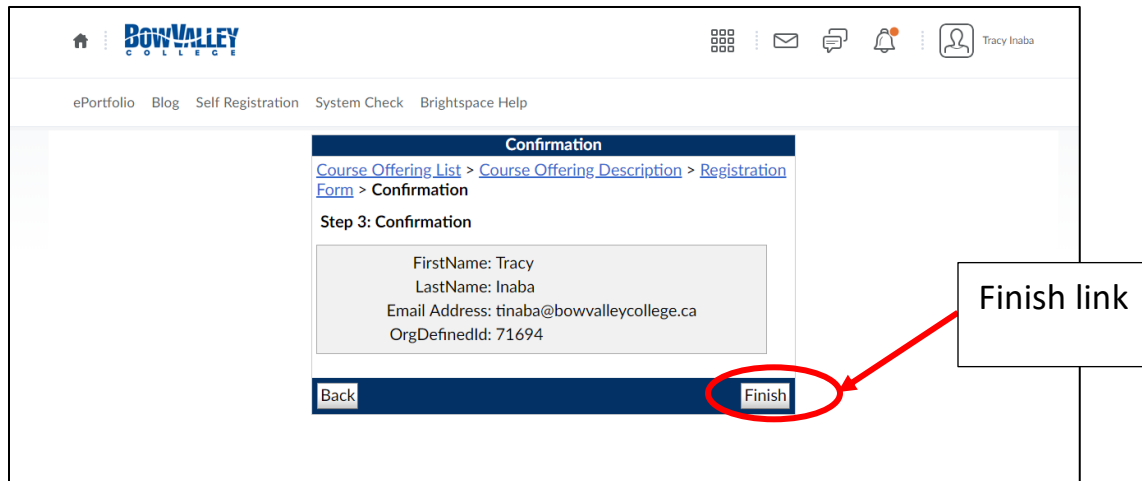 BOW VALLEY
COLLEGE
Tracy Inaba
ePortfolio Blog Self Registration System Check Brightspace Help
Confirmation
Course Offering List > Course Offering Description > Registration
Form > Confirmation
Step 3: Confirmation
FirstName: Tracy
LastName: Inaba
Email Address: tinaba@bowvalleycollege.ca
OrgDefinedId: 71694
Finish link
Back Finish